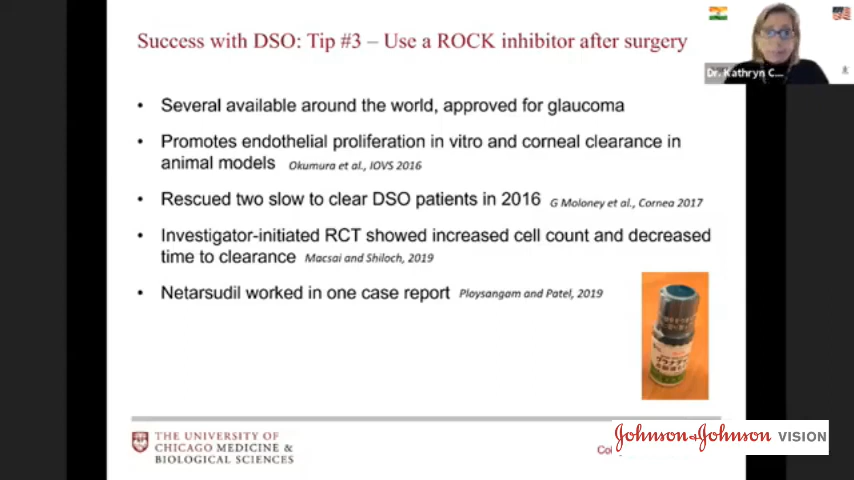 Success with DSO: Tip #3 – Use a ROCK inhibitor after surgery
Dr. Kathryn C...
• Several available around the world, approved for glaucoma
• Promotes endothelial proliferation in vitro and corneal clearance in
animal models Okumura et al., IOVS 2016
• Rescued two slow to clear DSO patients in 2016 G Moloney et al., Cornea 2017
• Investigator-initiated RCT showed increased cell count and decreased
time to clearance Macsai and Shiloch, 2019
• Netarsudil worked in one case report Ploysangam and Patel, 2019
THE UNIVERSITY OF
CHICAGO MEDICINE &
BIOLOGICAL SCIENCES
Johnson & Johnson VISION